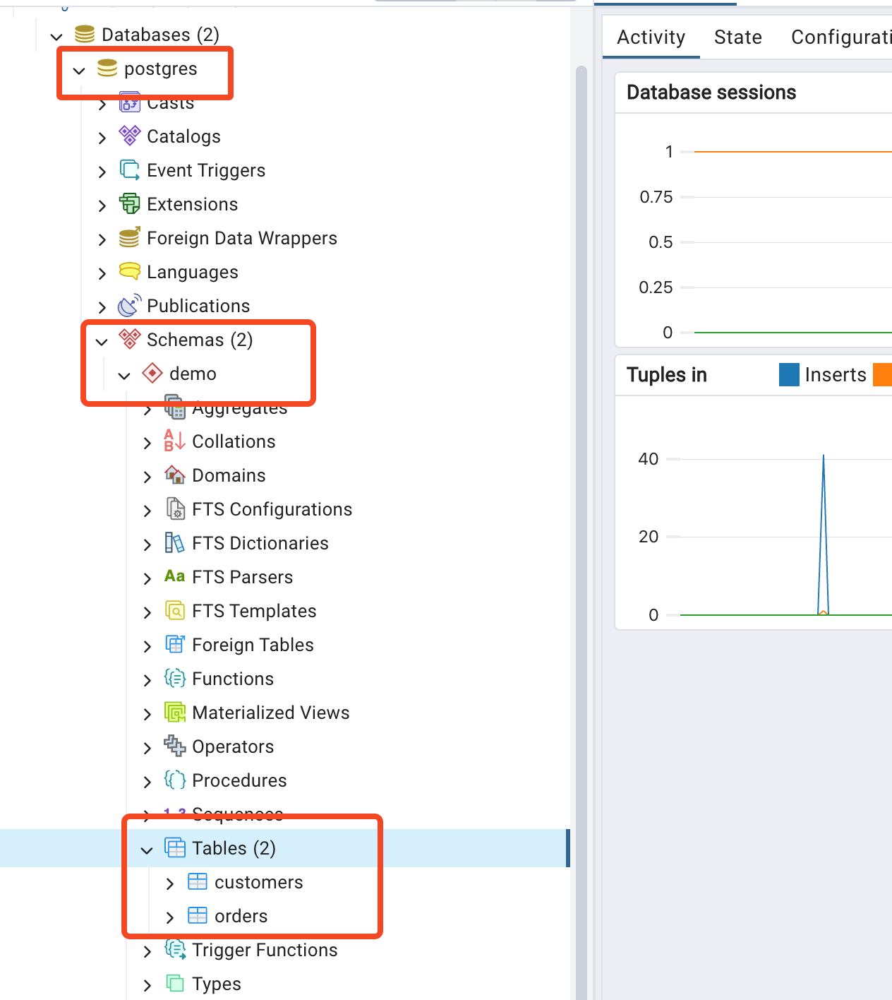 Databases (2)
postgres
Casts
Catalogs
Event Triggers
Extensions
Foreign Data Wrappers
Languages
Publications
Schemas (2)
demo
Aggregates
Collations
Domains
FTS Configurations
FTS Dictionaries
Aa FTS Parsers
FTS Templates
Foreign Tables
Functions
Materialized Views
Operators
Procedures
1..3 Sequences
Tables (2)
customers
orders
Trigger Functions
Types
Activity State
Database sessions
1
0.75
0.5
0.25
0
Tuples in Inserts
40
20
0